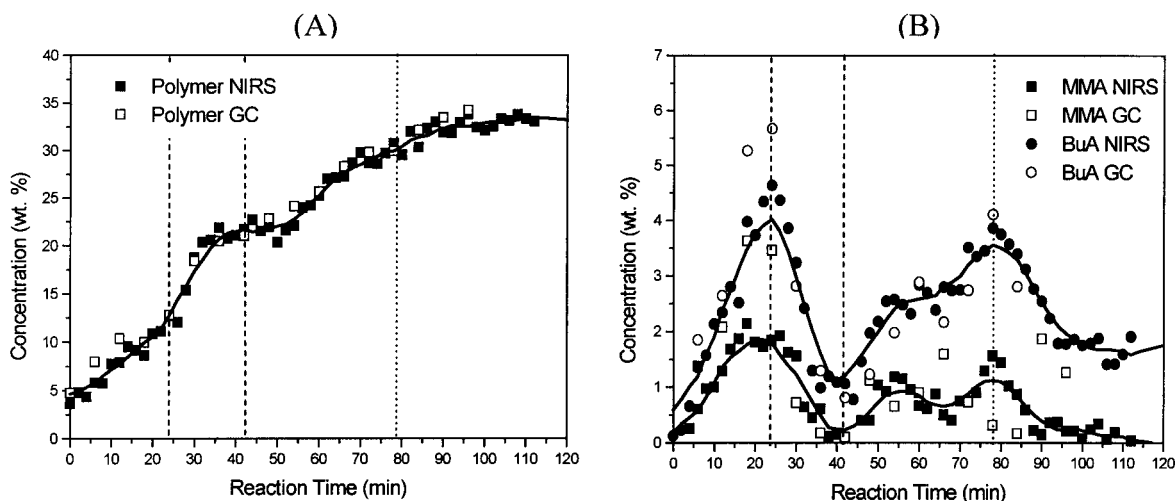 (A)
Concentration (wt. %)
40
35
30
25
20
15
10
5
0
Polymer NIRS
Polymer GC
0 10 20 30 40 50 60 70 80 90 100 110 120
Reaction Time (min)
(B)
Concentration (wt. %)
7
6
5
4
3
2
1
0
MMA NIRS
MMA GC
BuA NIRS
BuA GC
0 10 20 30 40 50 60 70 80 90 100 110 120
Reaction Time (min)